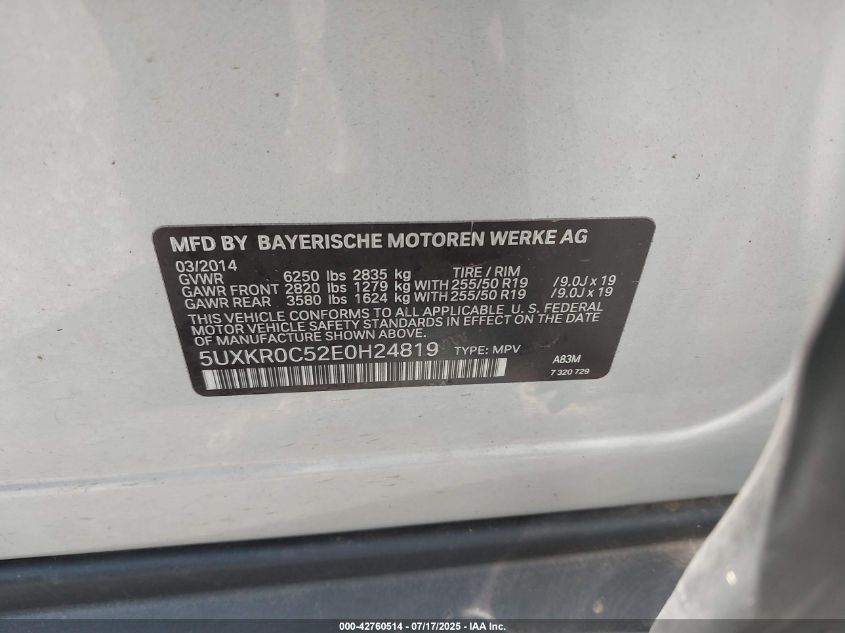 MFD BY BAYERISCHE MOTOREN WERKE AG
03/2014 TIRE / RIM
GVWR 6250 lbs 2835 kg
GAWR FRONT 2820 lbs 1279 kg WITH 255/50 R19 / 9.0J x 19
GAWR REAR 3580 lbs 1624 kg WITH 255/50 R19 / 9.0J x 19
THIS VEHICLE CONFORMS TO ALL APPLICABLE U. S. FEDERAL
MOTOR VEHICLE SAFETY STANDARDS IN EFFECT ON THE DATE
OF MANUFACTURE SHOWN ABOVE.
5UXKR0C52E0H24819 TYPE: MPV A83M
7 320 729
000-42760514 - 07/17/2025 - IAA Inc.